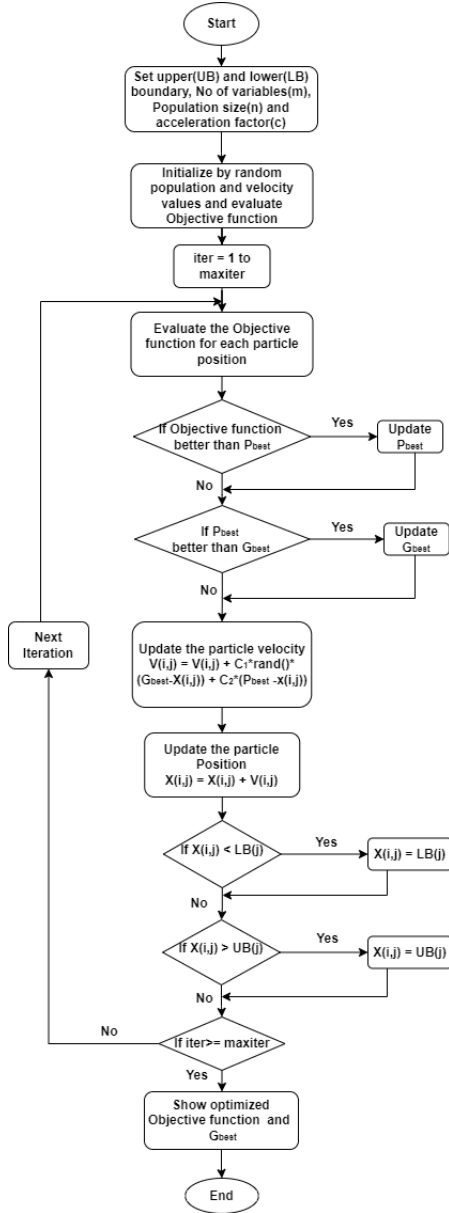 Start
Set upper(UB) and lower(LB)
boundary, No of variables(m),
Population size(n) and
acceleration factor(c)
Initialize by random
population and velocity
values and evaluate
Objective function
iter = 1 to
maxiter
Evaluate the Objective
function for each particle
position
If Objective function
better than Pbest
Yes
Update
Pbest
No
If Pbest
better than Gbest
Yes
Update
Gbest
No
Next
Iteration
Update the particle velocity
V(i,j) = V(i,j) + C1*rand()*
(Gbest-X(i,j)) + C2*(Pbest -x(i,j))
Update the particle
Position
X(i,j) = X(i,j) + V(i,j)
If X(i,j) < LB(j)
Yes
X(i,j) = LB(j)
No
If X(i,j) > UB(j)
Yes
X(i,j) = UB(j)
No
If iter>= maxiter
No
Yes
Show optimized
Objective function and
Gbest
End